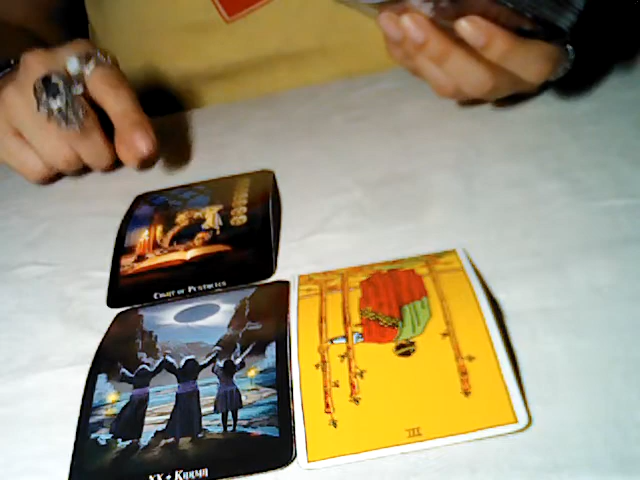 EIGHT OF PENTACLES
XX • KARMA
III